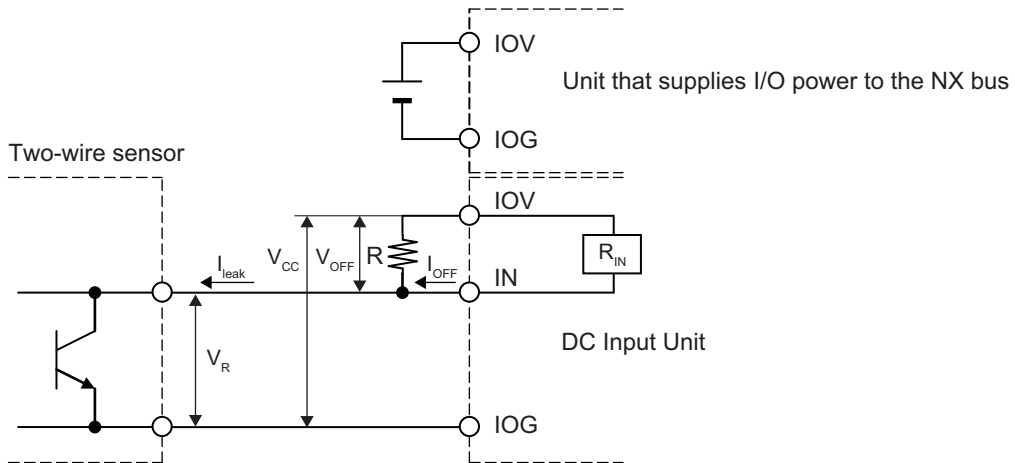 IOV
Unit that supplies I/O power to the NX bus
IOG
Two-wire sensor
IOV
V_CC
V_OFF
R
R_IN
I_leak
I_OFF
IN
V_R
DC Input Unit
IOG